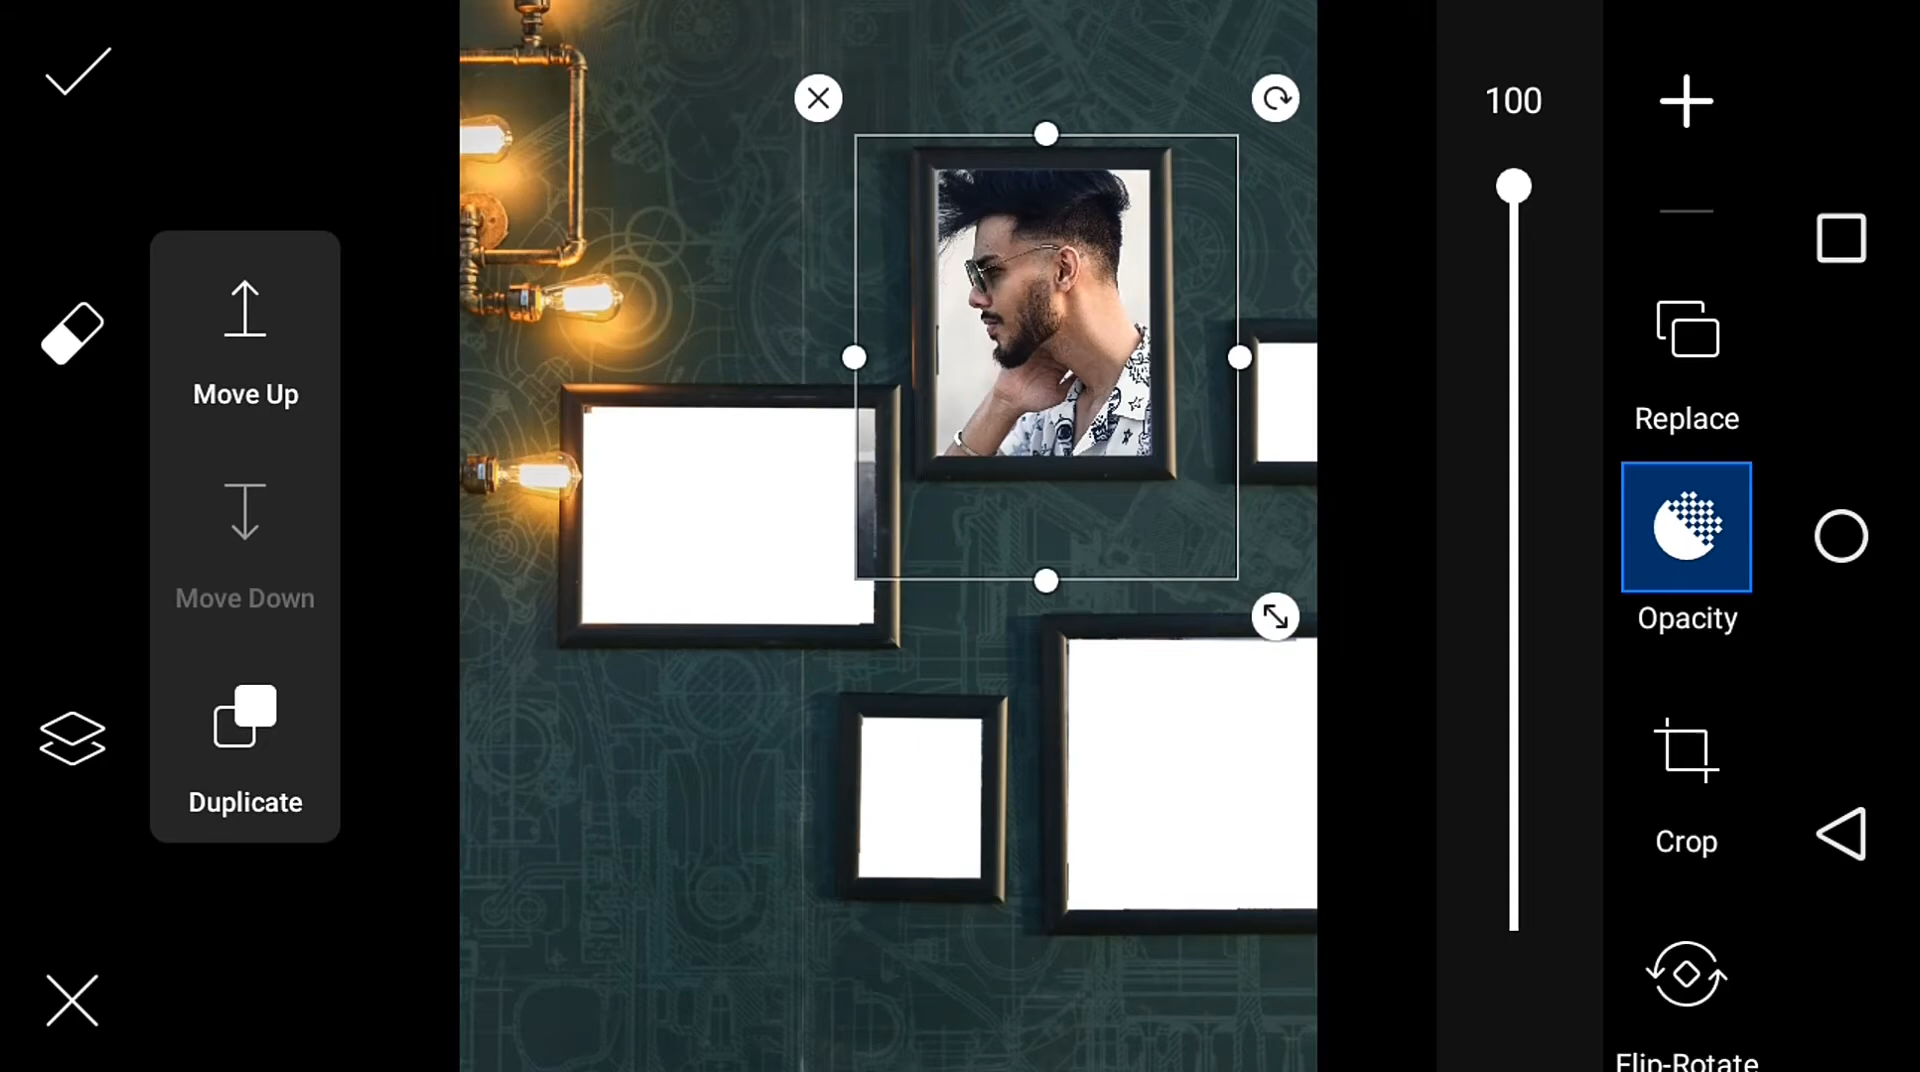 Move Up
Move Down
Duplicate
100
Replace
Opacity
Crop
Flip-Rotate